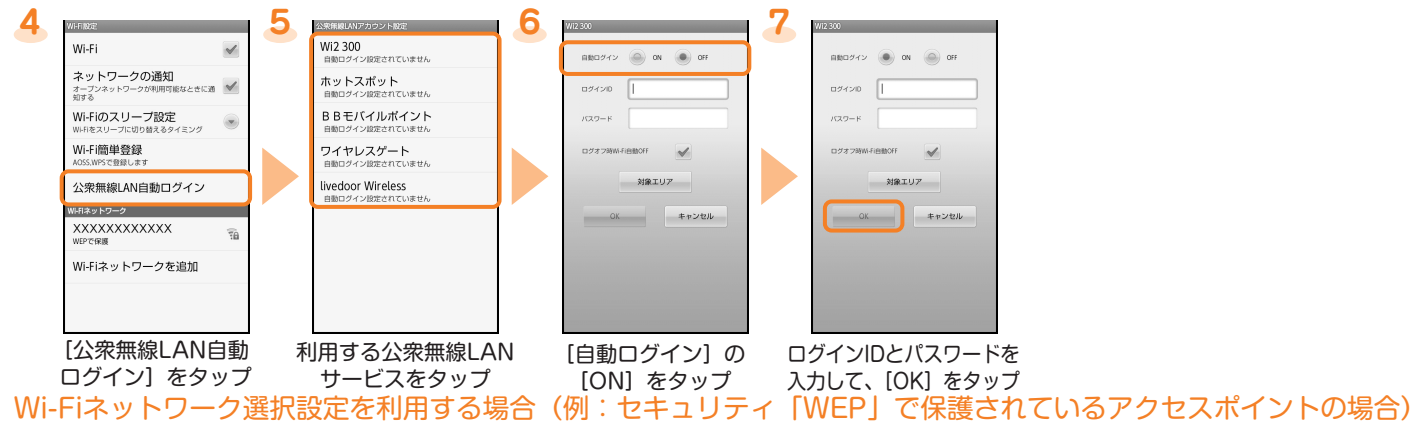 4
Wi-Fi設定
Wi-Fi
ネットワークの通知
オープンネットワークが利用可能なときに通
知する
Wi-Fiのスリープ設定
Wi-Fiをスリープに切り替えるタイミング
Wi-Fi簡単登録
AOSS,WPSで登録します
公衆無線LAN自動ログイン
Wi-Fiネットワーク
XXXXXXXXXXXX
WEPで保護
Wi-Fiネットワークを追加
[公衆無線LAN自動
ログイン］をタップ
5
公衆無線LANアカウント設定
Wi2 300
自動ログイン設定されていません
ホットスポット
自動ログイン設定されていません
ＢＢモバイルポイント
自動ログイン設定されていません
ワイヤレスゲート
自動ログイン設定されていません
livedoor Wireless
自動ログイン設定されていません
利用する公衆無線LAN
サービスをタップ
6
Wi2 300
自動ログイン ON OFF
ログインID
パスワード
ログオフ時Wi-Fi自動OFF
対象エリア
OK キャンセル
［自動ログイン］の
［ON］をタップ
7
Wi2 300
自動ログイン ON OFF
ログインID
パスワード
ログオフ時Wi-Fi自動OFF
対象エリア
OK キャンセル
ログインIDとパスワードを
入力して、［OK］をタップ
Wi-Fiネットワーク選択設定を利用する場合（例：セキュリティ「WEP」で保護されているアクセスポイントの場合）